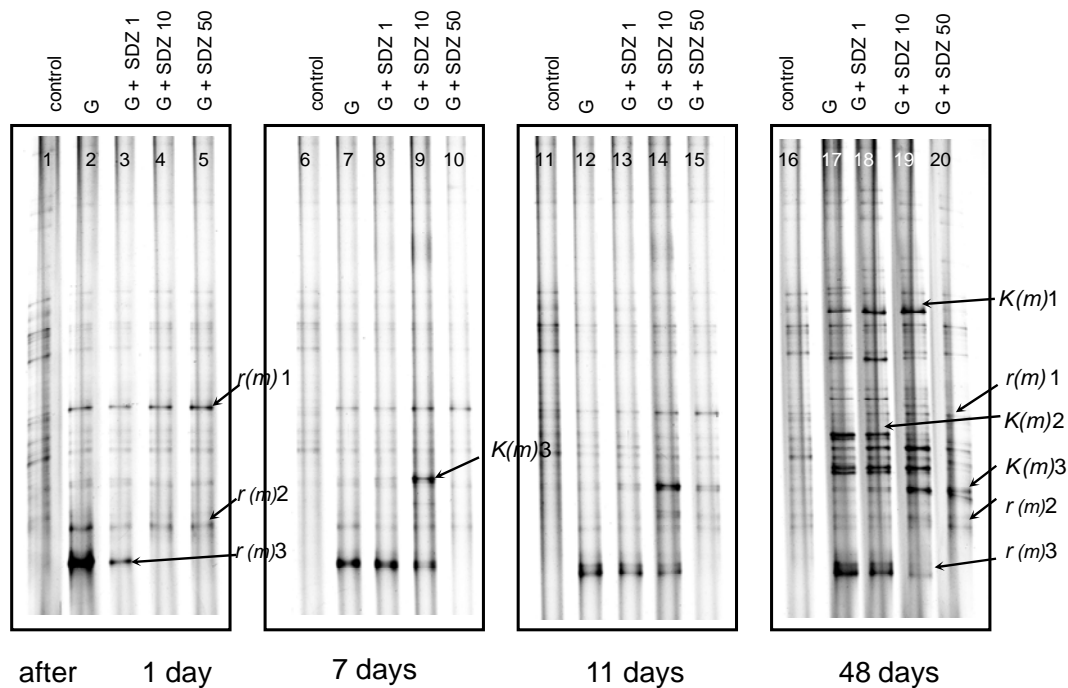 control
G
G + SDZ 1
G + SDZ 10
G + SDZ 50
control
G
G + SDZ 1
G + SDZ 10
G + SDZ 50
control
G
G + SDZ 1
G + SDZ 10
G + SDZ 50
control
G
G + SDZ 1
G + SDZ 10
G + SDZ 50
1 2 3 4 5
6 7 8 9 10
11 12 13 14 15
16 17 18 19 20
r(m) 1
r(m)2
r(m)3
K(m)3
K(m)1
r(m) 1
K(m)2
K(m)3
r(m)2
r(m)3
after 1 day
7 days
11 days
48 days